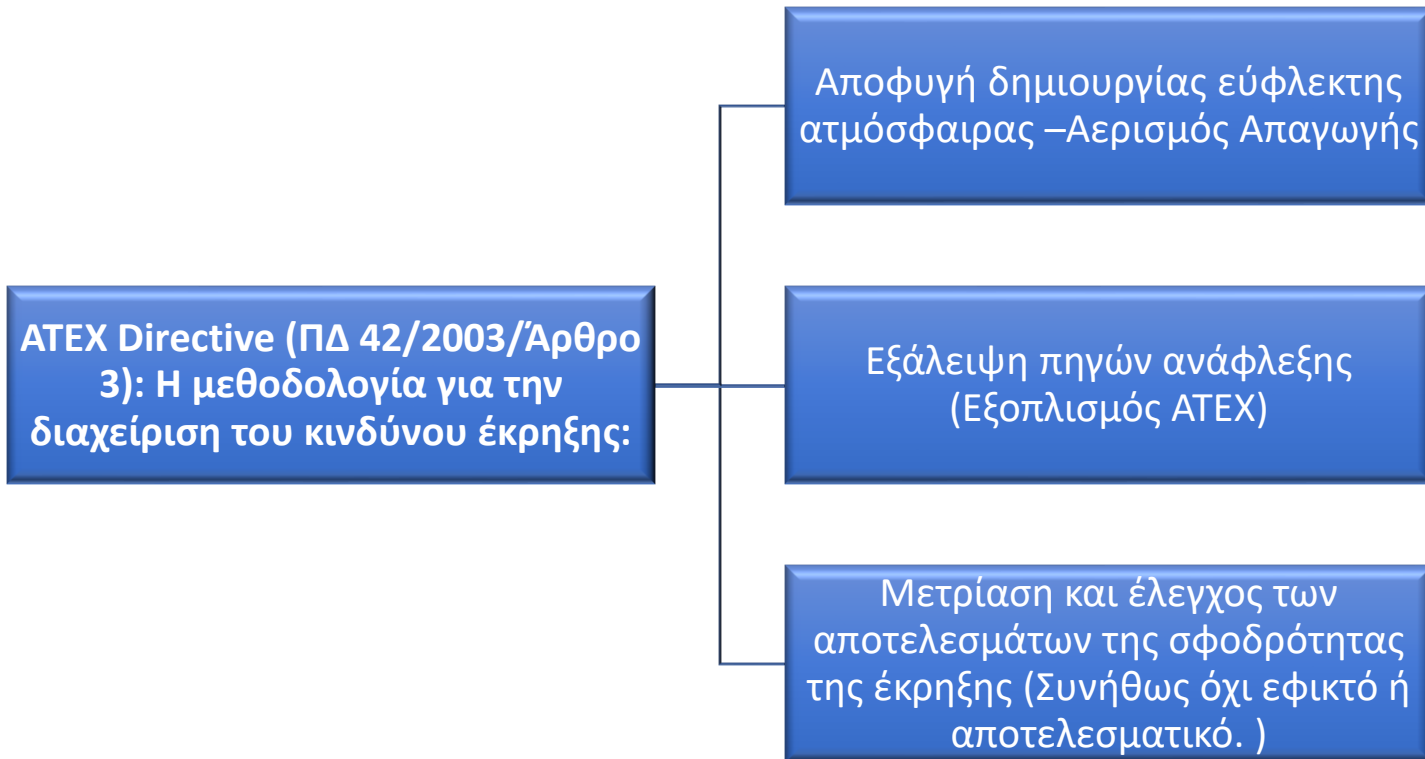 Αποφυγή δημιουργίας εύφλεκτης
ατμόσφαιρας –Αερισμός Απαγωγής
ATEX Directive (ΠΔ 42/2003/Άρθρο
3): Η μεθοδολογία για την
διαχείριση του κινδύνου έκρηξης:
Εξάλειψη πηγών ανάφλεξης
(Εξοπλισμός ATEX)
Μετρίαση και έλεγχος των
αποτελεσμάτων της σφοδρότητας
της έκρηξης (Συνήθως όχι εφικτό ή
αποτελεσματικό. )